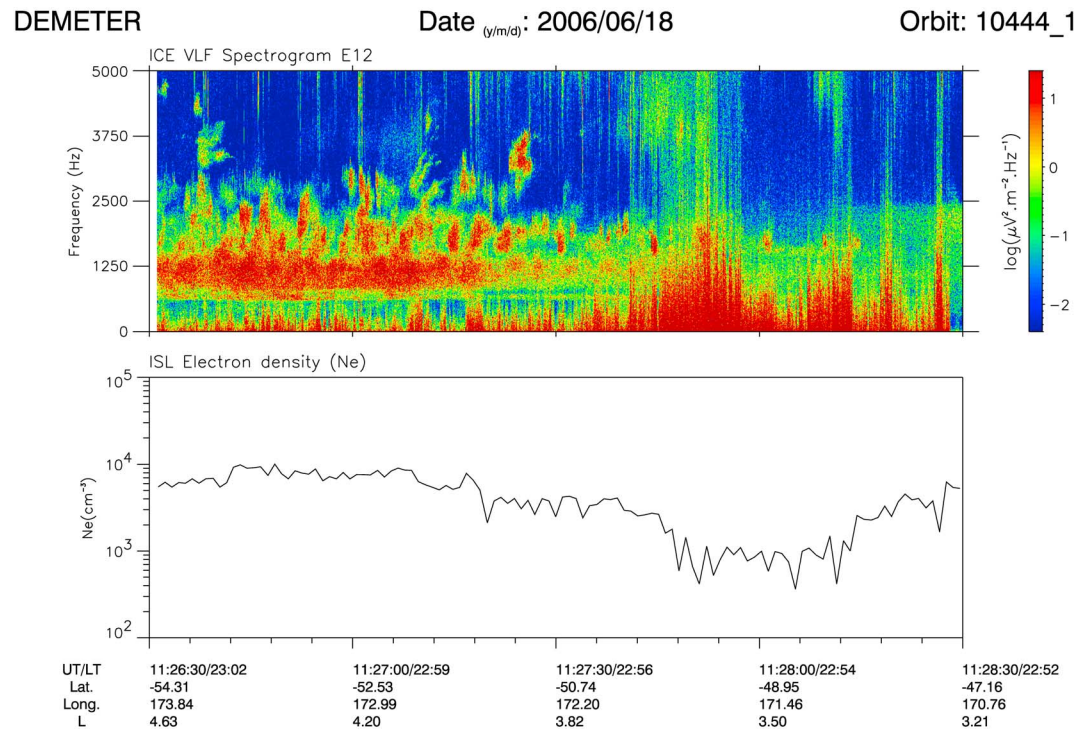 DEMETER Date (y/m/d): 2006/06/18 Orbit: 10444_1
ICE VLF Spectrogram E12
5000
3750
2500
1250
0
Frequency (Hz)
1
0
−1
−2
log(μV².m⁻².Hz⁻¹)
ISL Electron density (Ne)
10⁵
10⁴
10³
10²
Ne(cm⁻³)
UT/LT 11:26:30/23:02 11:27:00/22:59 11:27:30/22:56 11:28:00/22:54 11:28:30/22:52
Lat. -54.31 -52.53 -50.74 -48.95 -47.16
Long. 173.84 172.99 172.20 171.46 170.76
L 4.63 4.20 3.82 3.50 3.21